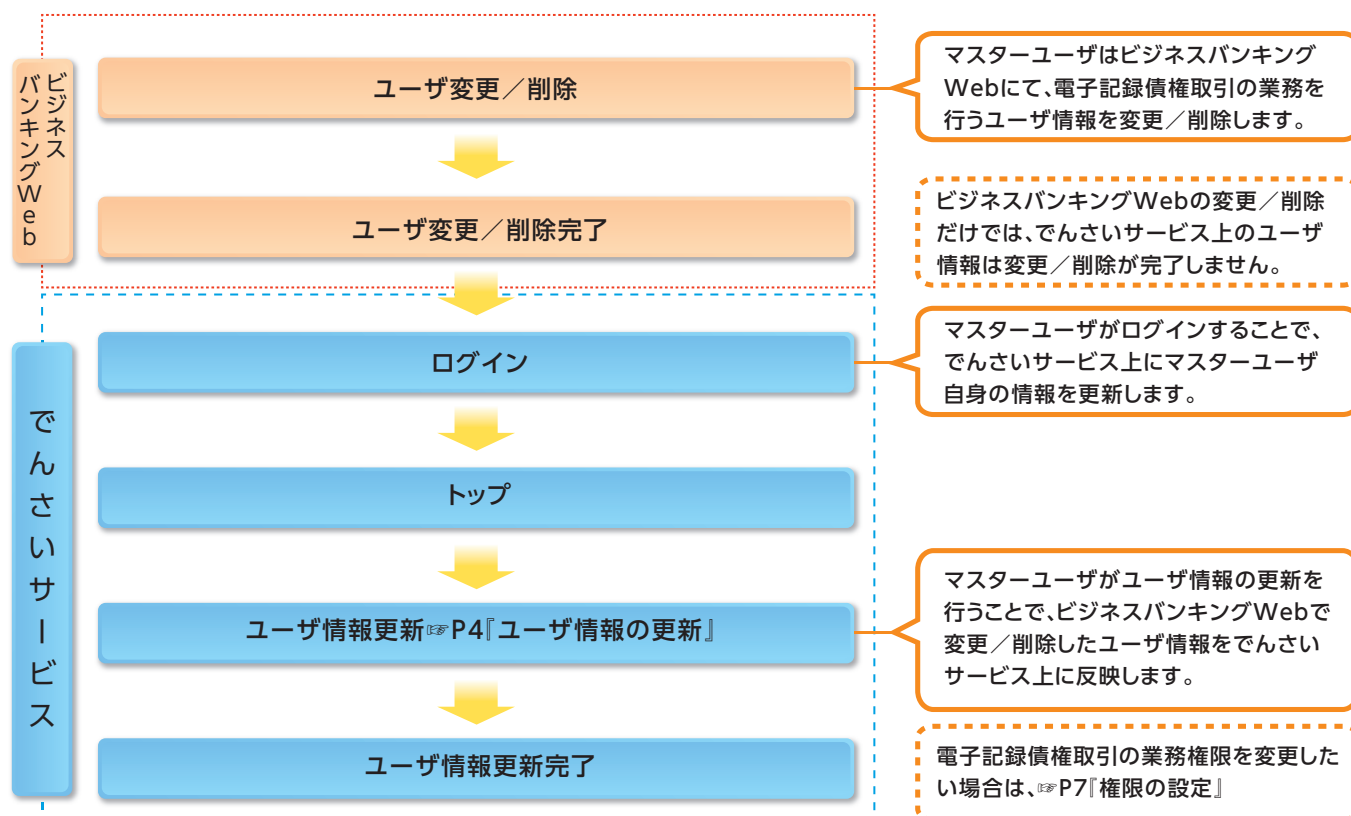 ビジネス
バンキングWeb
ユーザ変更／削除
マスターユーザはビジネスバンキング
Webにて、電子記録債権取引の業務を
行うユーザ情報を変更／削除します。
ユーザ変更／削除完了
ビジネスバンキングWebの変更／削除
だけでは、でんさいサービス上のユーザ
情報は変更／削除が完了しません。
でんさいサービス
ログイン
マスターユーザがログインすることで、
でんさいサービス上にマスターユーザ
自身の情報を更新します。
トップ
ユーザ情報更新☞P4『ユーザ情報の更新』
マスターユーザがユーザ情報の更新を
行うことで、ビジネスバンキングWebで
変更／削除したユーザ情報をでんさい
サービス上に反映します。
ユーザ情報更新完了
電子記録債権取引の業務権限を変更した
い場合は、☞P7『権限の設定』